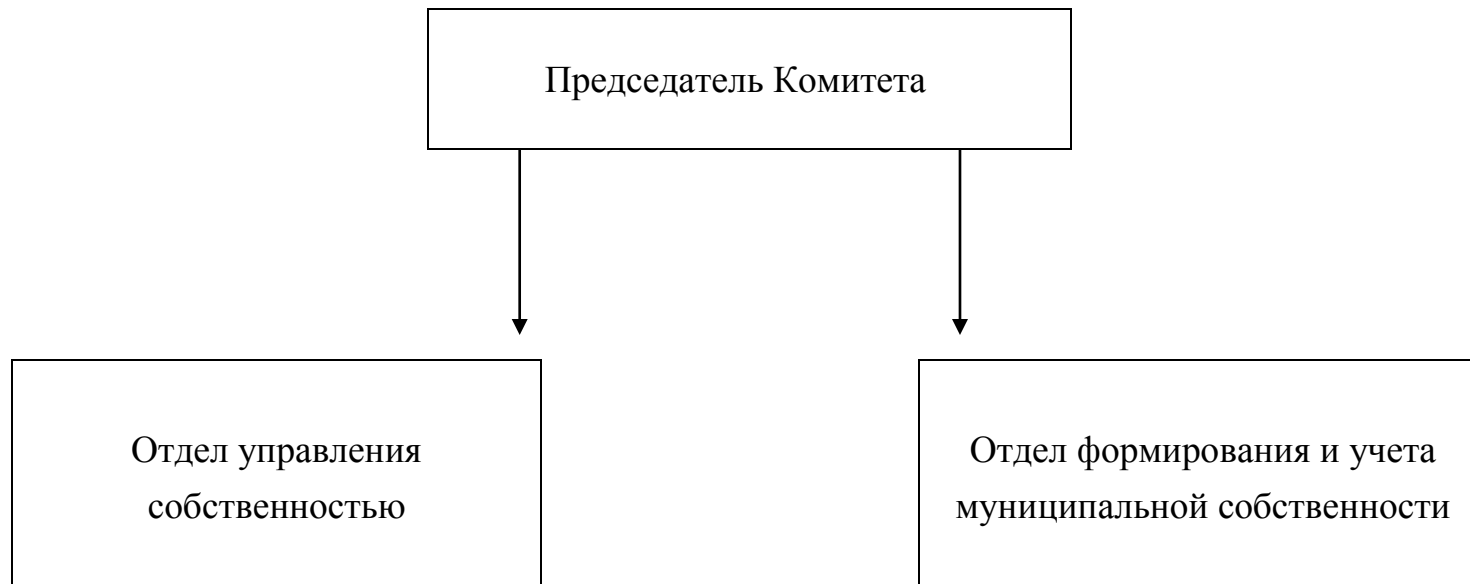 Председатель Комитета
Отдел управления
собственностью
Отдел формирования и учета
муниципальной собственности